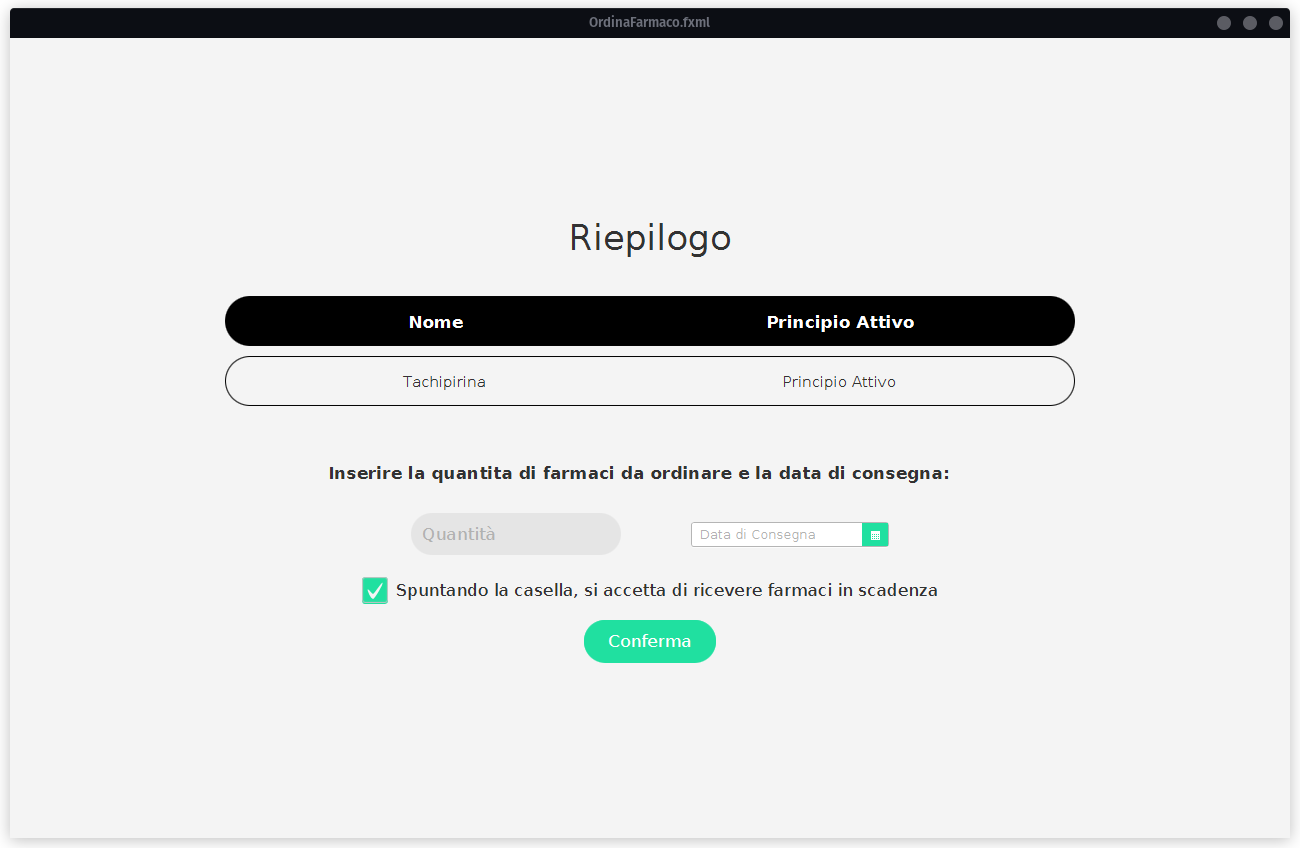 OrdinaFarmaco.fxml
Riepilogo
Nome Principio Attivo
Tachipirina Principio Attivo
Inserire la quantita di farmaci da ordinare e la data di consegna:
Quantità Data di Consegna
Spuntando la casella, si accetta di ricevere farmaci in scadenza
Conferma